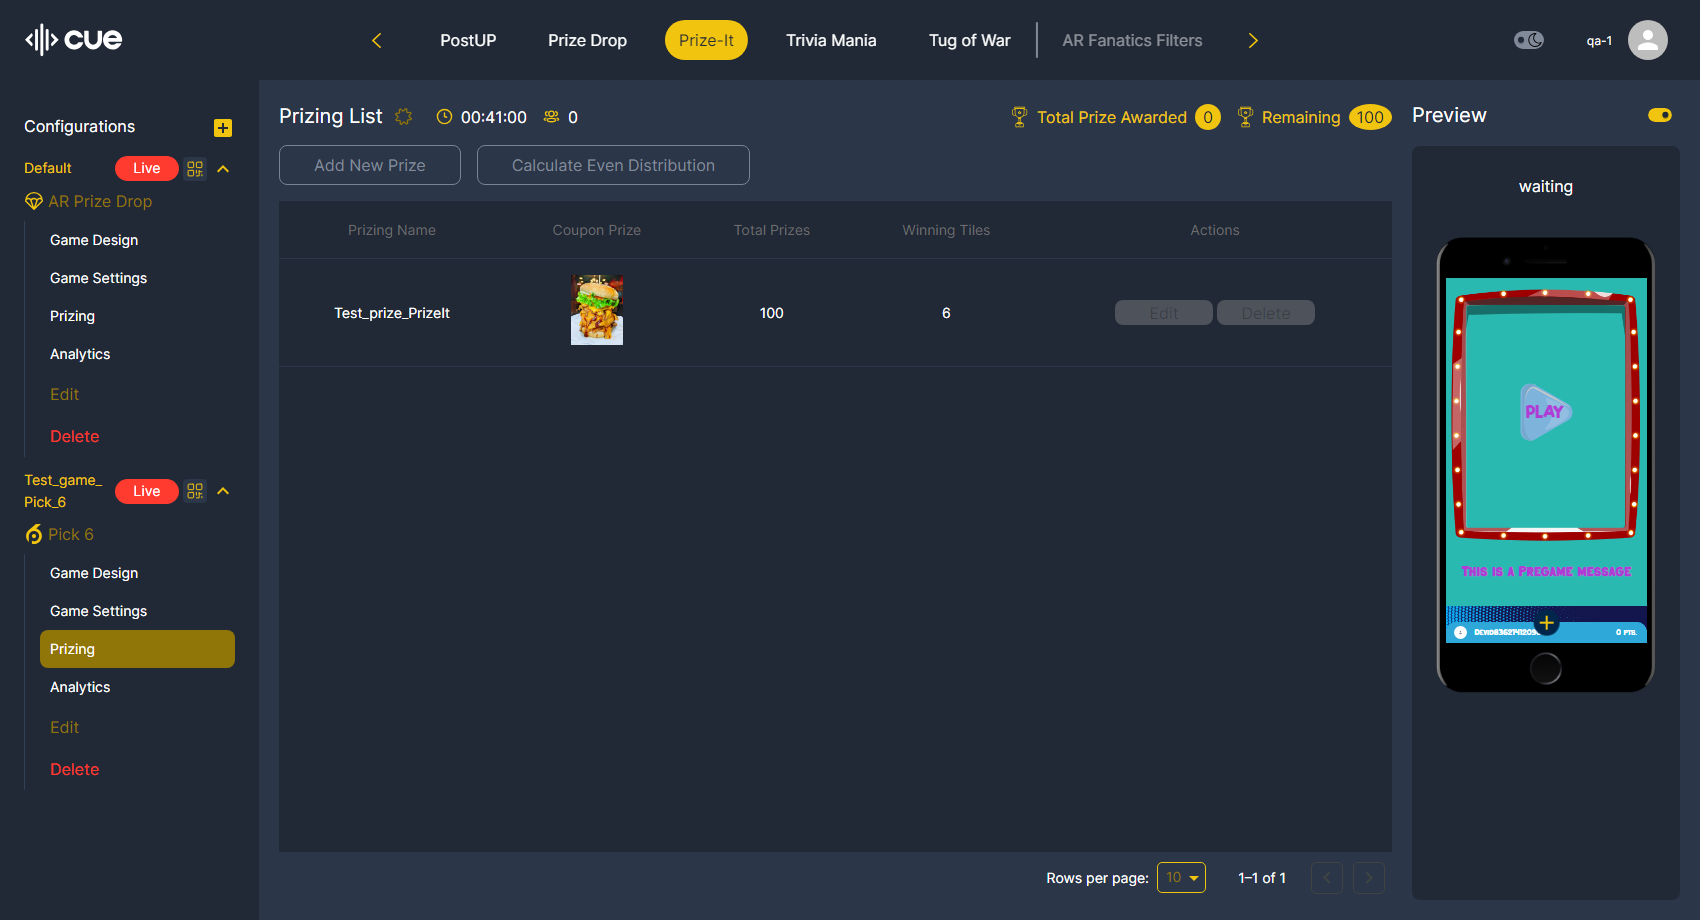 cue
PostUP
Prize Drop
Prize-It
Trivia Mania
Tug of War
AR Fanatics Filters
qa-1
Configurations
Default
Live
AR Prize Drop
Game Design
Game Settings
Prizing
Analytics
Edit
Delete
Test_game_
Pick_6
Live
Pick 6
Game Design
Game Settings
Prizing
Analytics
Edit
Delete
Prizing List
00:41:00
0
Total Prize Awarded 0
Remaining 100
Add New Prize
Calculate Even Distribution
Prizing Name
Coupon Prize
Total Prizes
Winning Tiles
Actions
Test_prize_PrizeIt
100
6
Edit
Delete
Rows per page: 10
1–1 of 1
Preview
waiting
PLAY
This is a Pregame message
0 pts.